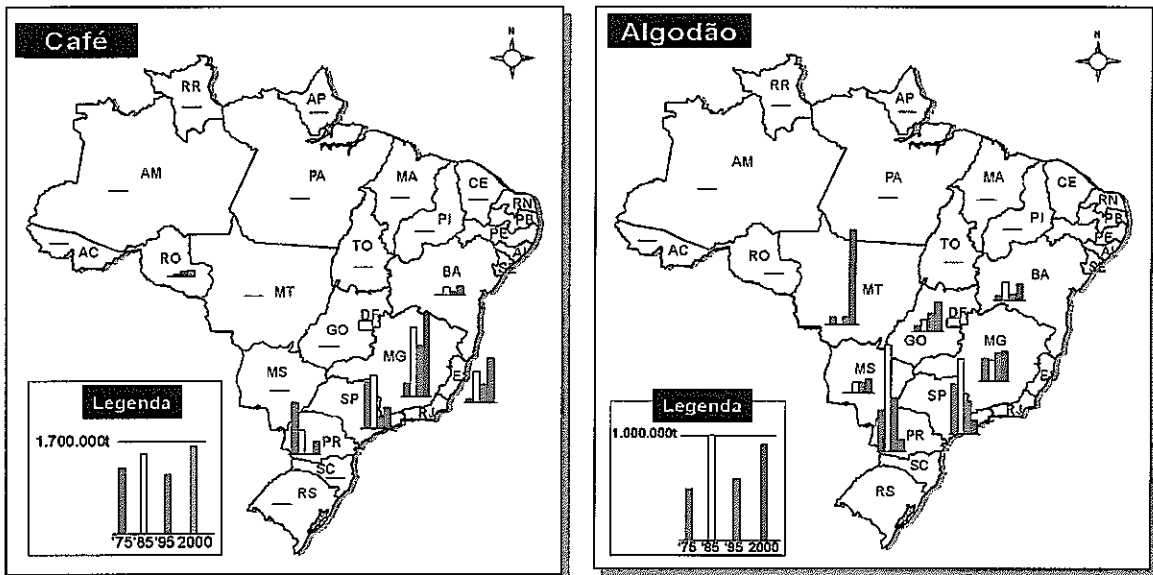 Café
N
RR
AP
AM
PA
MA
CE
RN
PB
PE
PI
AL
SE
AC
RO
TO
BA
MT
GO
DF
MG
MS
SP
RJ
PR
SC
RS
Legenda
1.700.000t
'75 '85 '95 2000
Algodão
N
RR
AP
AM
PA
MA
CE
RN
PB
PI
AL
SE
AC
RO
TO
BA
MT
GO
DF
MG
MS
SP
RJ
PR
SC
RS
Legenda
1.000.000t
'75 '85 '95 2000